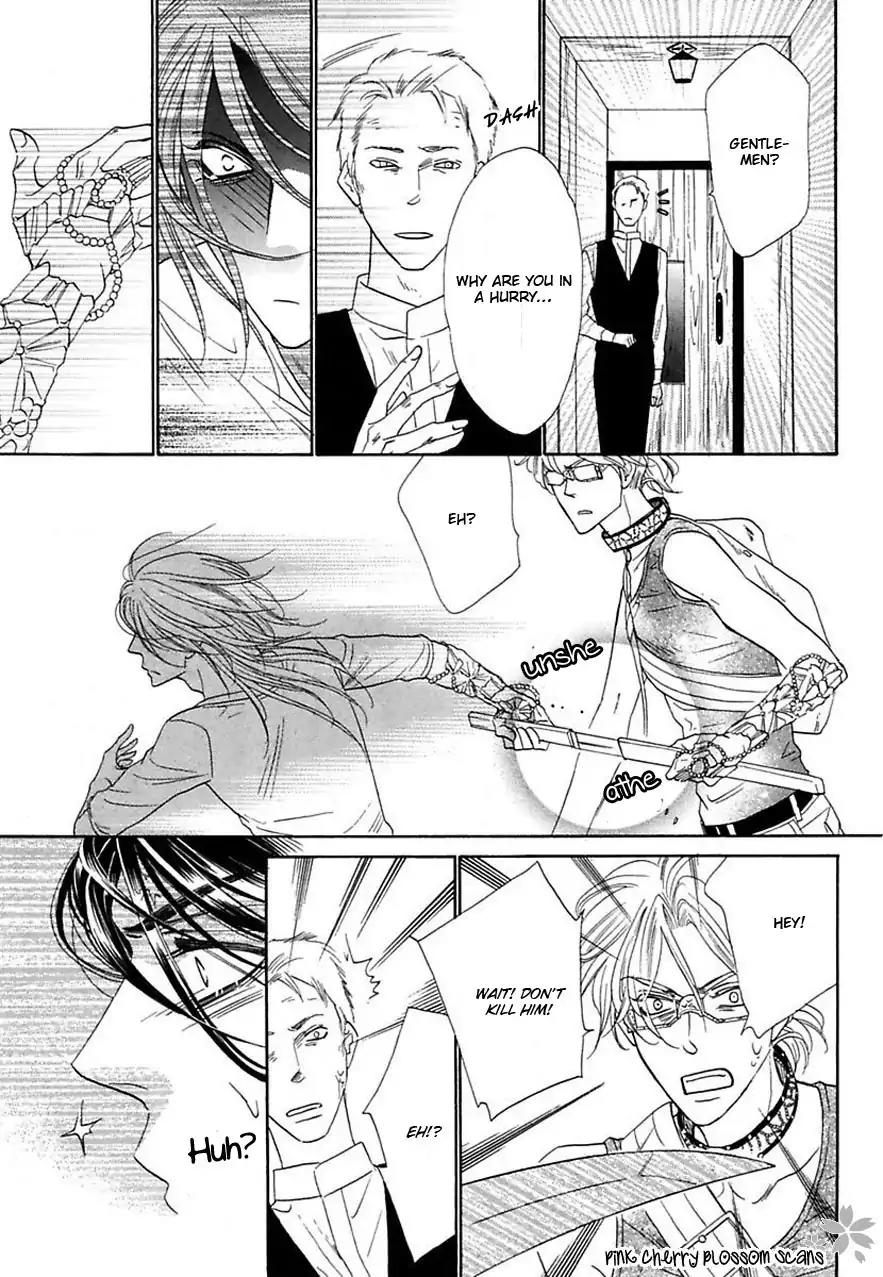 GENTLE-
MEN?
DASH
WHY ARE YOU IN
A HURRY...
EH?
unshe
athe
HEY!
WAIT! DON'T
KILL HIM!
EH!?
Huh?
Pink Cherry Blossom Scans